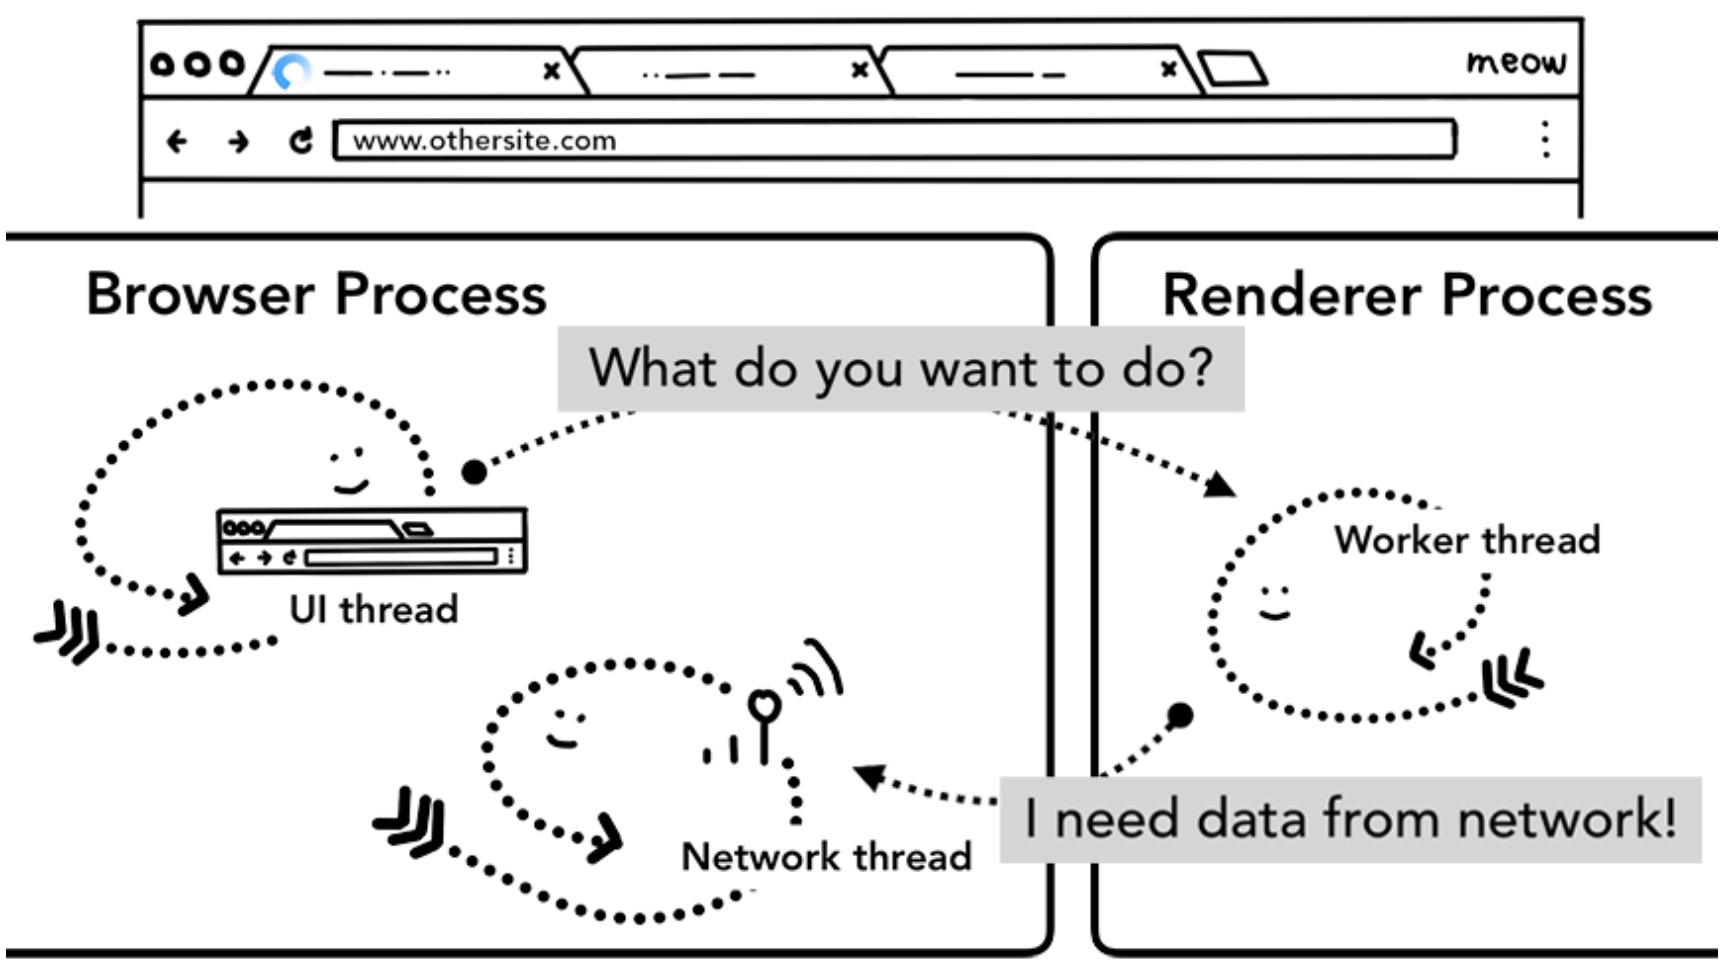 meow
www.othersite.com
Browser Process
Renderer Process
What do you want to do?
Worker thread
UI thread
I need data from network!
Network thread